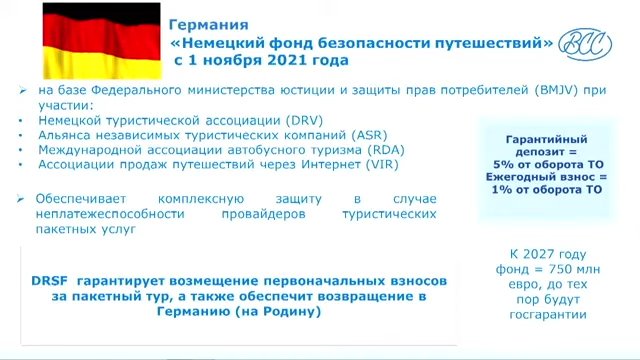 Германия
«Немецкий фонд безопасности путешествий»
с 1 ноября 2021 года
ВСС
на базе Федерального министерства юстиции и защиты прав потребителей (BMJV) при
участии:
Немецкой туристической ассоциации (DRV)
Альянса независимых туристических компаний (ASR)
Международной ассоциации автобусного туризма (RDA)
Ассоциации продаж путешествий через Интернет (VIR)
Обеспечивает комплексную защиту в случае
неплатежеспособности провайдеров туристических
пакетных услуг
Гарантийный
депозит =
5% от оборота ТО
Ежегодный взнос =
1% от оборота ТО
DRSF гарантирует возмещение первоначальных взносов
за пакетный тур, а также обеспечит возвращение в
Германию (на Родину)
К 2027 году
фонд = 750 млн
евро, до тех
пор будут
госгарантии